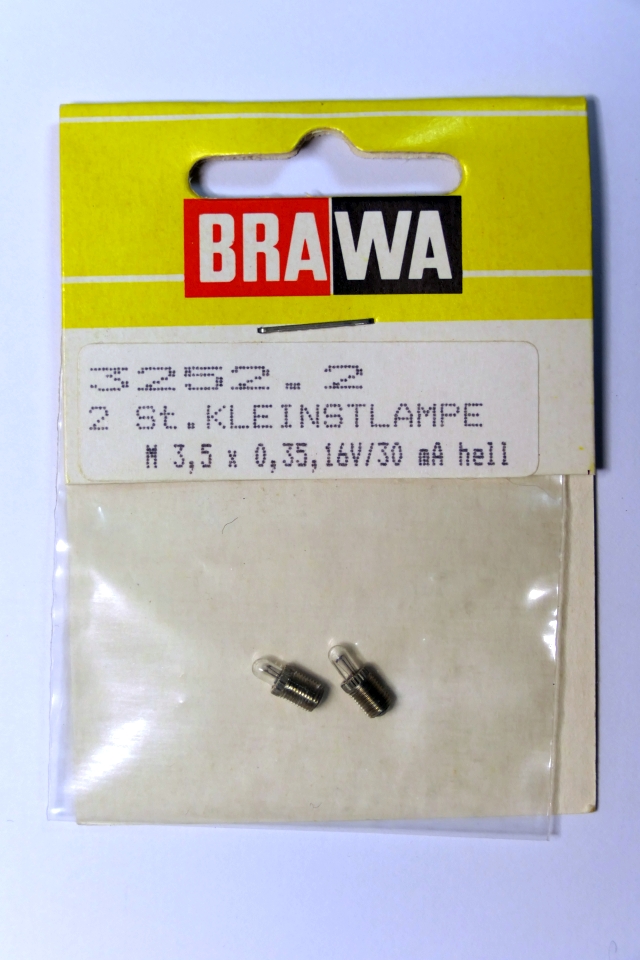 BRAWA
3252.2
2 St.KLEINSTLAMPE
M 3,5 x 0,35,16V/30 mA hell